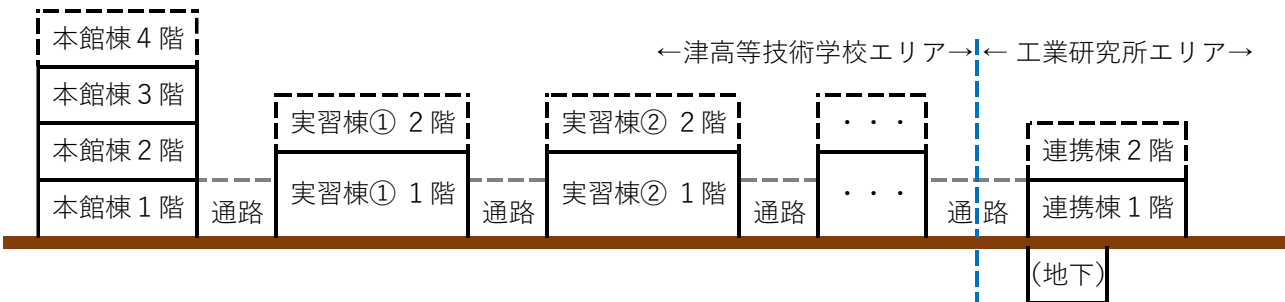 本館棟４階
←津高等技術学校エリア→
← 工業研究所エリア→
本館棟３階
実習棟① ２階
実習棟② ２階
・・・
本館棟２階
連携棟２階
本館棟１階
通路
実習棟① １階
通路
実習棟② １階
通路
・・・
通路
連携棟１階
(地下)